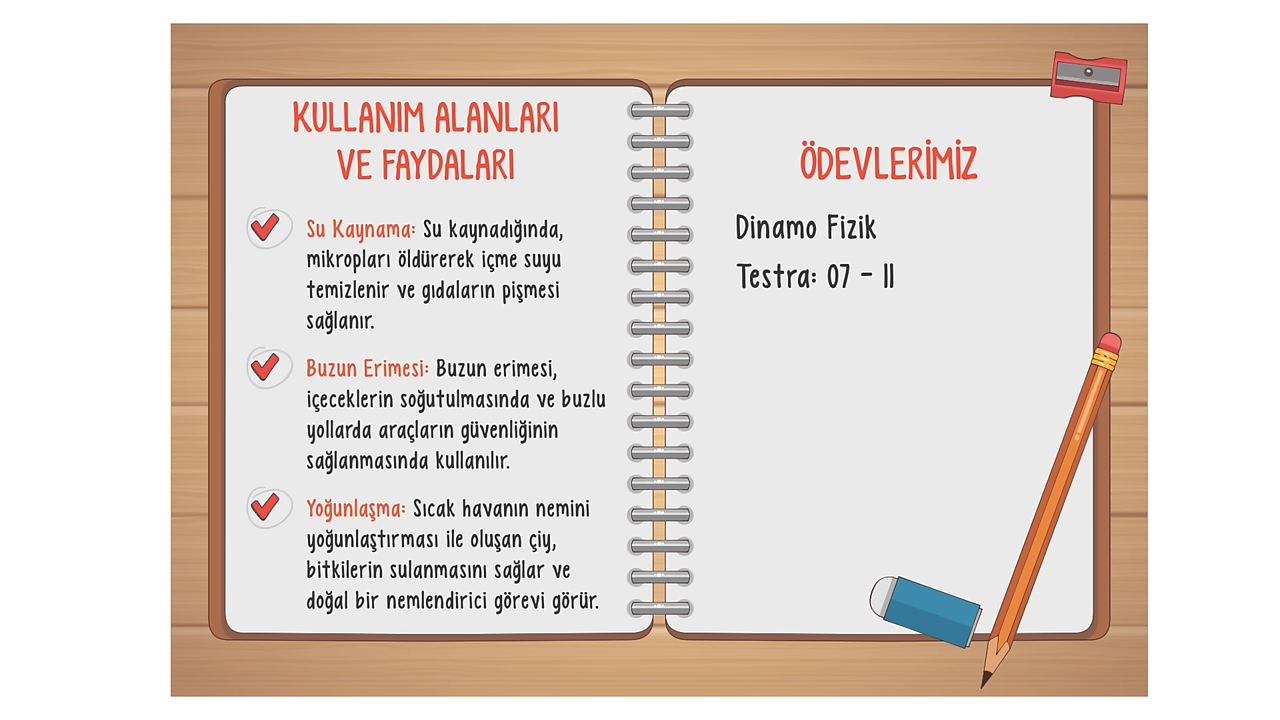 KULLANIM ALANLARI
VE FAYDALARI
Su Kaynama: Su kaynadığında,
mikropları öldürerek içme suyu
temizlenir ve gıdaların pişmesi
sağlanır.
Buzun Erimesi: Buzun erimesi,
içeceklerin soğutulmasında ve buzlu
yollarda araçların güvenliğinin
sağlanmasında kullanılır.
Yoğunlaşma: Sıcak havanın nemini
yoğunlaştırması ile oluşan çiy,
bitkilerin sulanmasını sağlar ve
doğal bir nemlendirici görevi görür.
ÖDEVLERİMİZ
Dinamo Fizik
Testra: 07 - 11